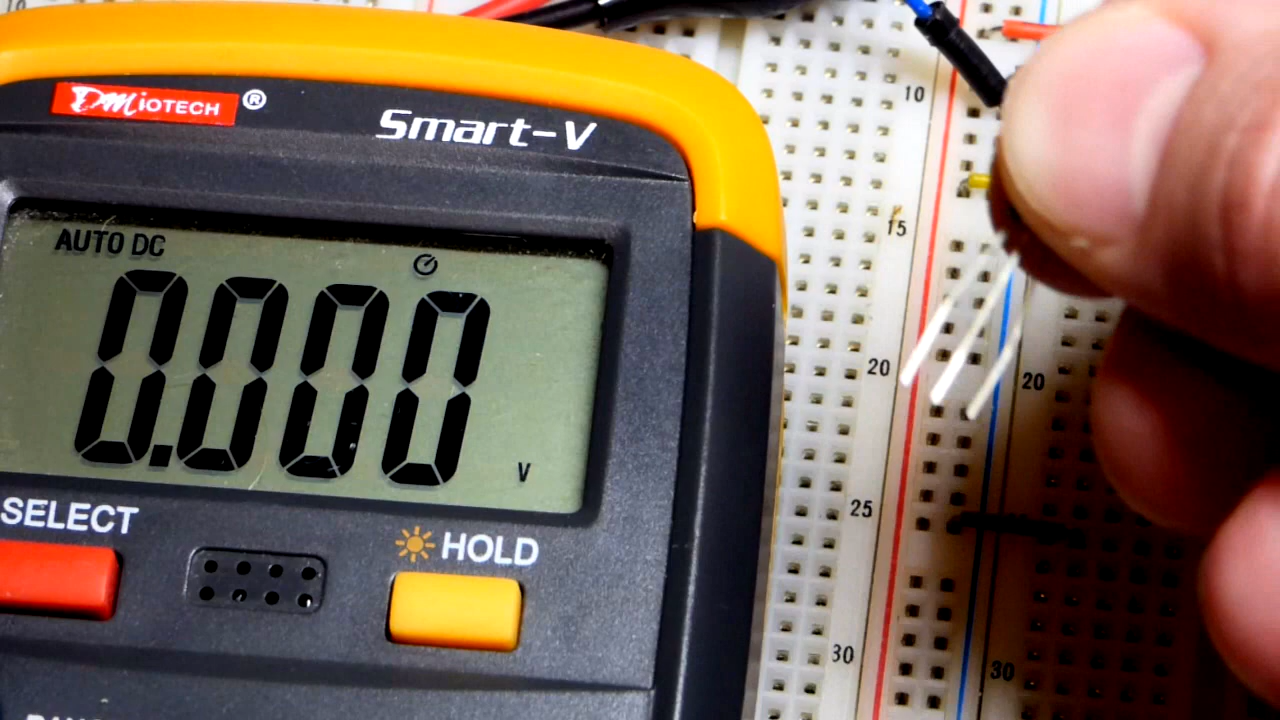 DMiOTECH ®
Smart-V
AUTO DC
0.000
V
SELECT
HOLD
10
15
20
20
25
30
30